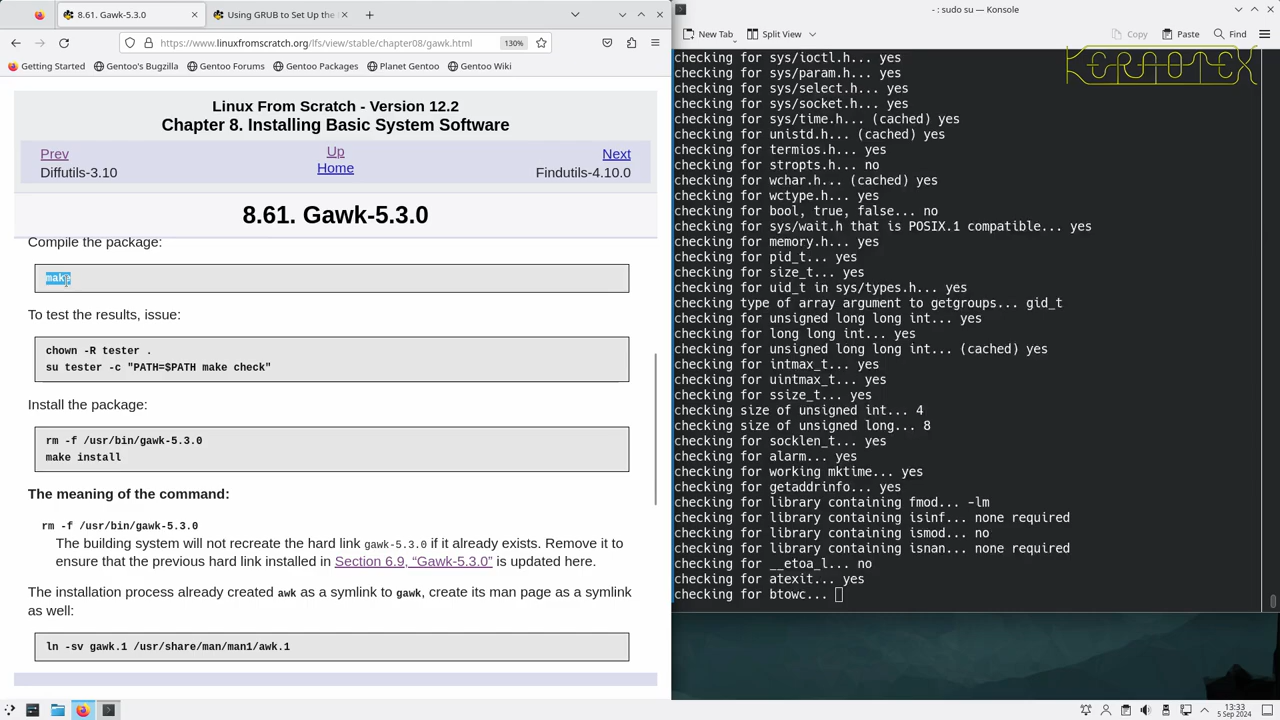 8.61. Gawk-5.3.0
Using GRUB to Set Up the
https://www.linuxfromscratch.org/lfs/view/stable/chapter08/gawk.html
130%
Getting Started
Gentoo's Bugzilla
Gentoo Forums
Gentoo Packages
Planet Gentoo
Gentoo Wiki
Linux From Scratch - Version 12.2
Chapter 8. Installing Basic System Software
Prev
Up
Next
Diffutils-3.10
Home
Findutils-4.10.0
8.61. Gawk-5.3.0
Compile the package:
make
To test the results, issue:
chown -R tester .
su tester -c "PATH=$PATH make check"
Install the package:
rm -f /usr/bin/gawk-5.3.0
make install
The meaning of the command:
rm -f /usr/bin/gawk-5.3.0
The building system will not recreate the hard link gawk-5.3.0 if it already exists. Remove it to
ensure that the previous hard link installed in Section 6.9, “Gawk-5.3.0” is updated here.
The installation process already created awk as a symlink to gawk, create its man page as a symlink
as well:
ln -sv gawk.1 /usr/share/man/man1/awk.1
- : sudo su — Konsole
New Tab
Split View
Copy
Paste
Find
checking for sys/ioctl.h... yes
checking for sys/param.h... yes
checking for sys/select.h... yes
checking for sys/socket.h... yes
checking for sys/time.h... (cached) yes
checking for unistd.h... (cached) yes
checking for termios.h... yes
checking for stropts.h... no
checking for wchar.h... (cached) yes
checking for wctype.h... yes
checking for bool, true, false... no
checking for sys/wait.h that is POSIX.1 compatible... yes
checking for memory.h... yes
checking for pid_t... yes
checking for size_t... yes
checking for uid_t in sys/types.h... yes
checking type of array argument to getgroups... gid_t
checking for unsigned long long int... yes
checking for long long int... yes
checking for unsigned long long int... (cached) yes
checking for intmax_t... yes
checking for uintmax_t... yes
checking for ssize_t... yes
checking size of unsigned int... 4
checking size of unsigned long... 8
checking for socklen_t... yes
checking for alarm... yes
checking for working mktime... yes
checking for getaddrinfo... yes
checking for library containing fmod... -lm
checking for library containing isinf... none required
checking for library containing ismod... no
checking for library containing isnan... none required
checking for __etoa_l... no
checking for atexit... yes
checking for btowc...
13:33
5 Sep 2024